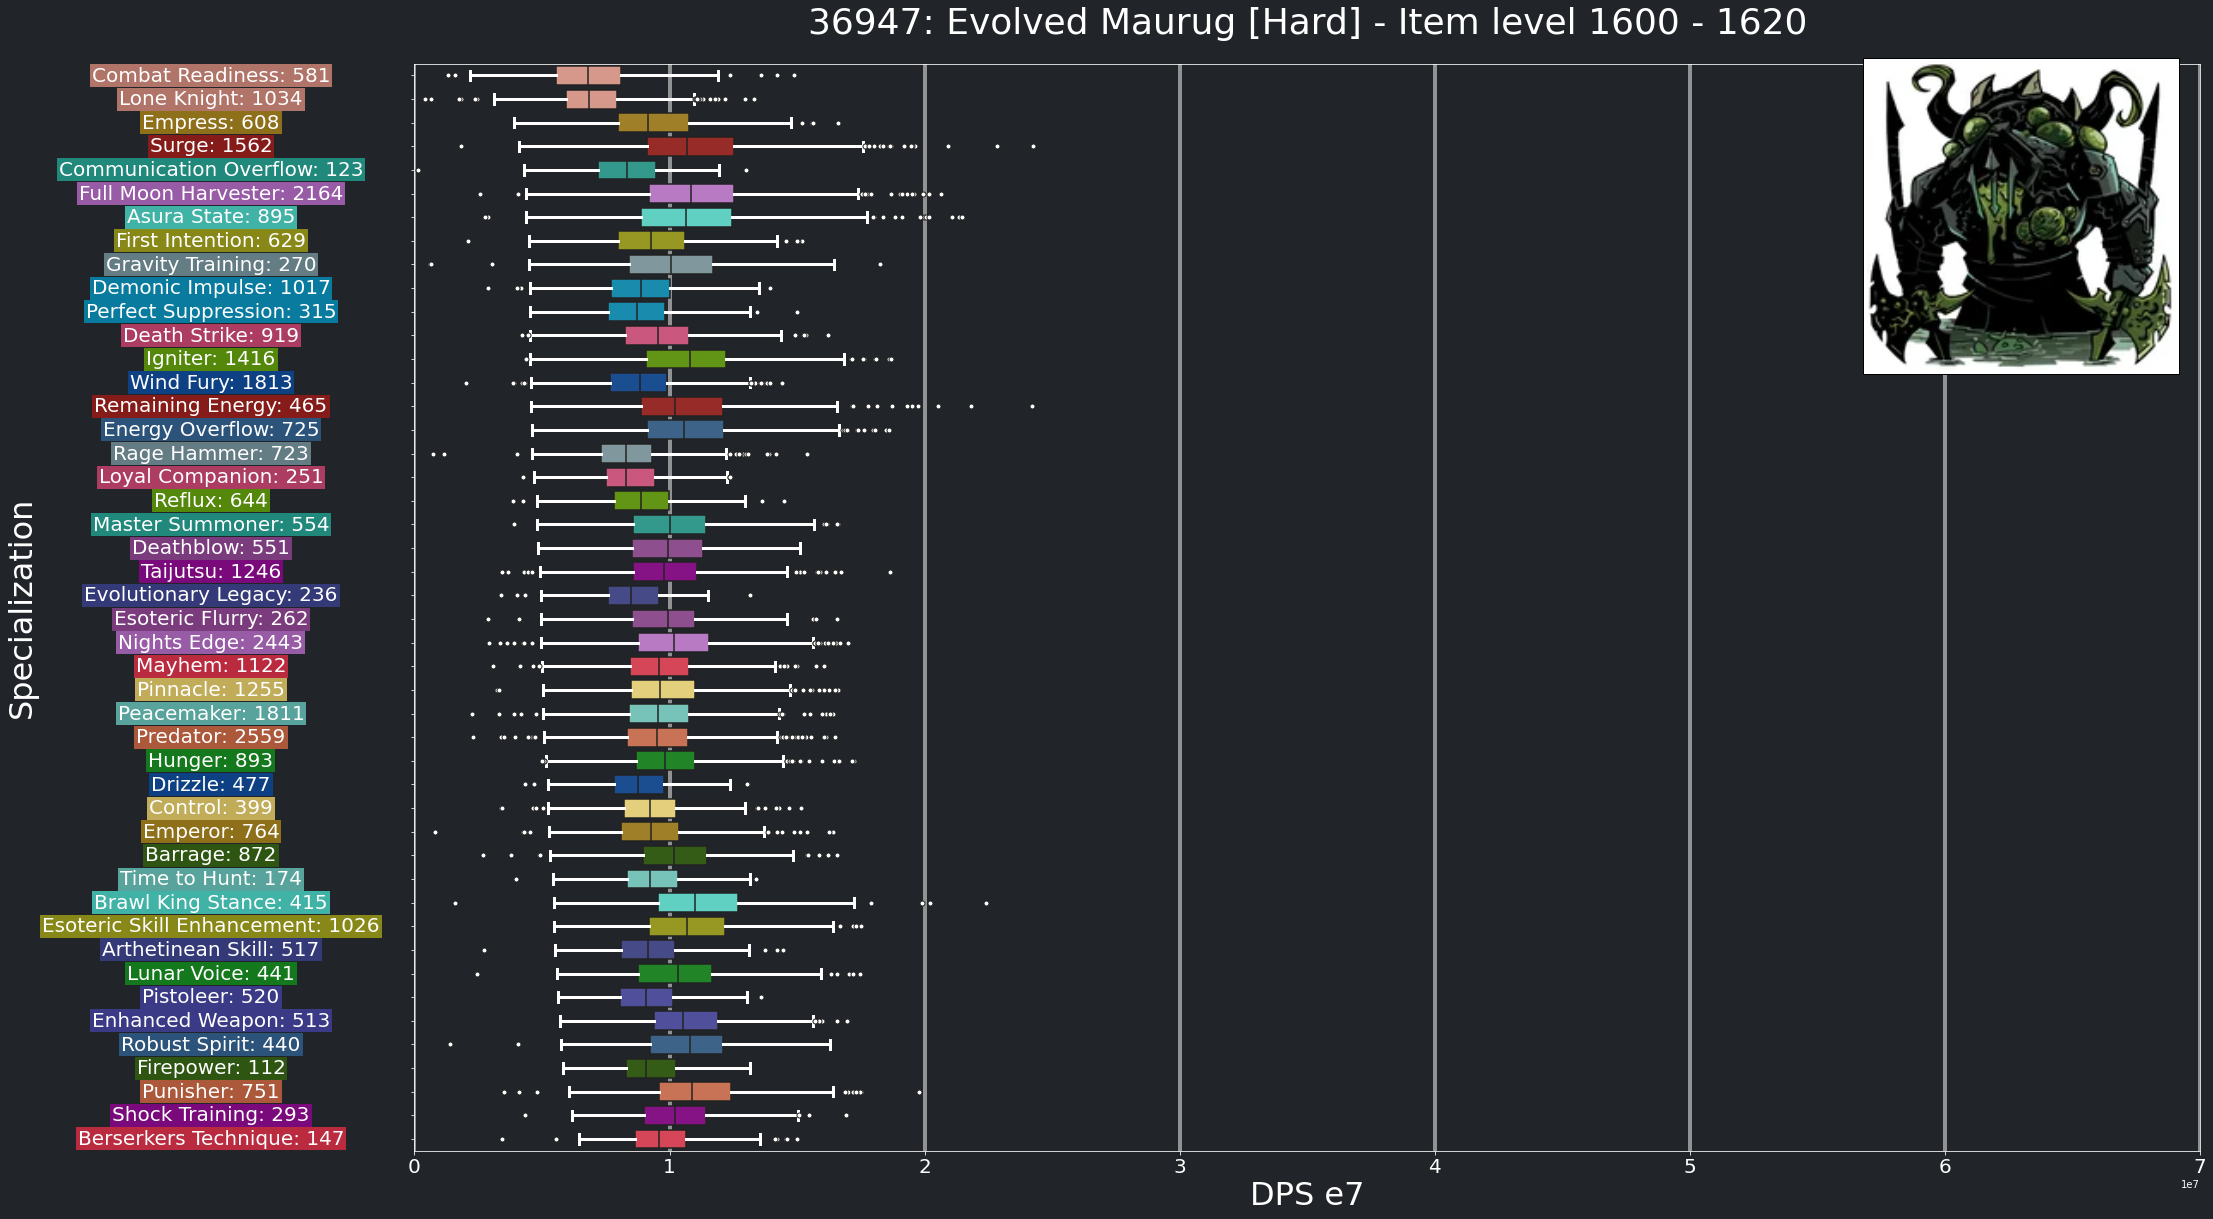 36947: Evolved Maurug [Hard] - Item level 1600 - 1620
Combat Readiness: 581
Lone Knight: 1034
Empress: 608
Surge: 1562
Communication Overflow: 123
Full Moon Harvester: 2164
Asura State: 895
First Intention: 629
Gravity Training: 270
Demonic Impulse: 1017
Perfect Suppression: 315
Death Strike: 919
Igniter: 1416
Wind Fury: 1813
Remaining Energy: 465
Energy Overflow: 725
Rage Hammer: 723
Loyal Companion: 251
Reflux: 644
Master Summoner: 554
Deathblow: 551
Taijutsu: 1246
Evolutionary Legacy: 236
Esoteric Flurry: 262
Nights Edge: 2443
Mayhem: 1122
Pinnacle: 1255
Peacemaker: 1811
Predator: 2559
Hunger: 893
Drizzle: 477
Control: 399
Emperor: 764
Barrage: 872
Time to Hunt: 174
Brawl King Stance: 415
Esoteric Skill Enhancement: 1026
Arthetinean Skill: 517
Lunar Voice: 441
Pistoleer: 520
Enhanced Weapon: 513
Robust Spirit: 440
Firepower: 112
Punisher: 751
Shock Training: 293
Berserkers Technique: 147
Specialization
0 1 2 3 4 5 6 7
1e7
DPS e7